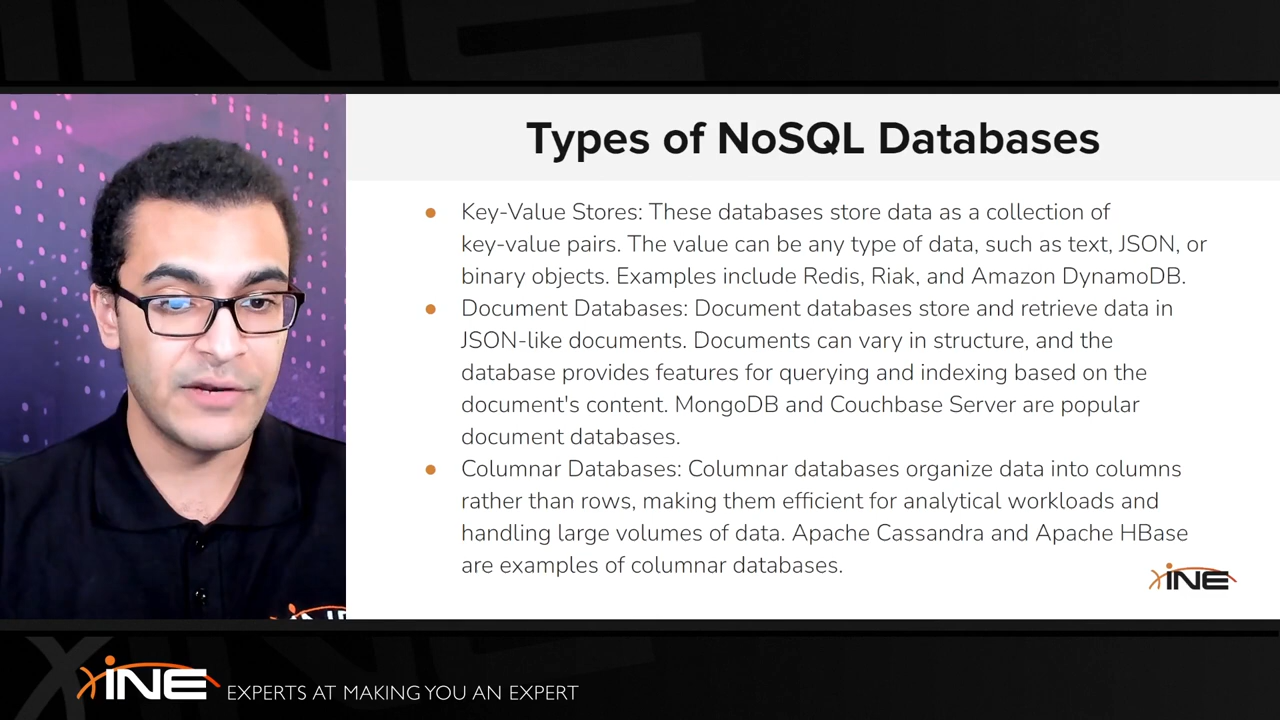 Types of NoSQL Databases
Key-Value Stores: These databases store data as a collection of
key-value pairs. The value can be any type of data, such as text, JSON, or
binary objects. Examples include Redis, Riak, and Amazon DynamoDB.
Document Databases: Document databases store and retrieve data in
JSON-like documents. Documents can vary in structure, and the
database provides features for querying and indexing based on the
document's content. MongoDB and Couchbase Server are popular
document databases.
Columnar Databases: Columnar databases organize data into columns
rather than rows, making them efficient for analytical workloads and
handling large volumes of data. Apache Cassandra and Apache HBase
are examples of columnar databases.
INE
INE EXPERTS AT MAKING YOU AN EXPERT